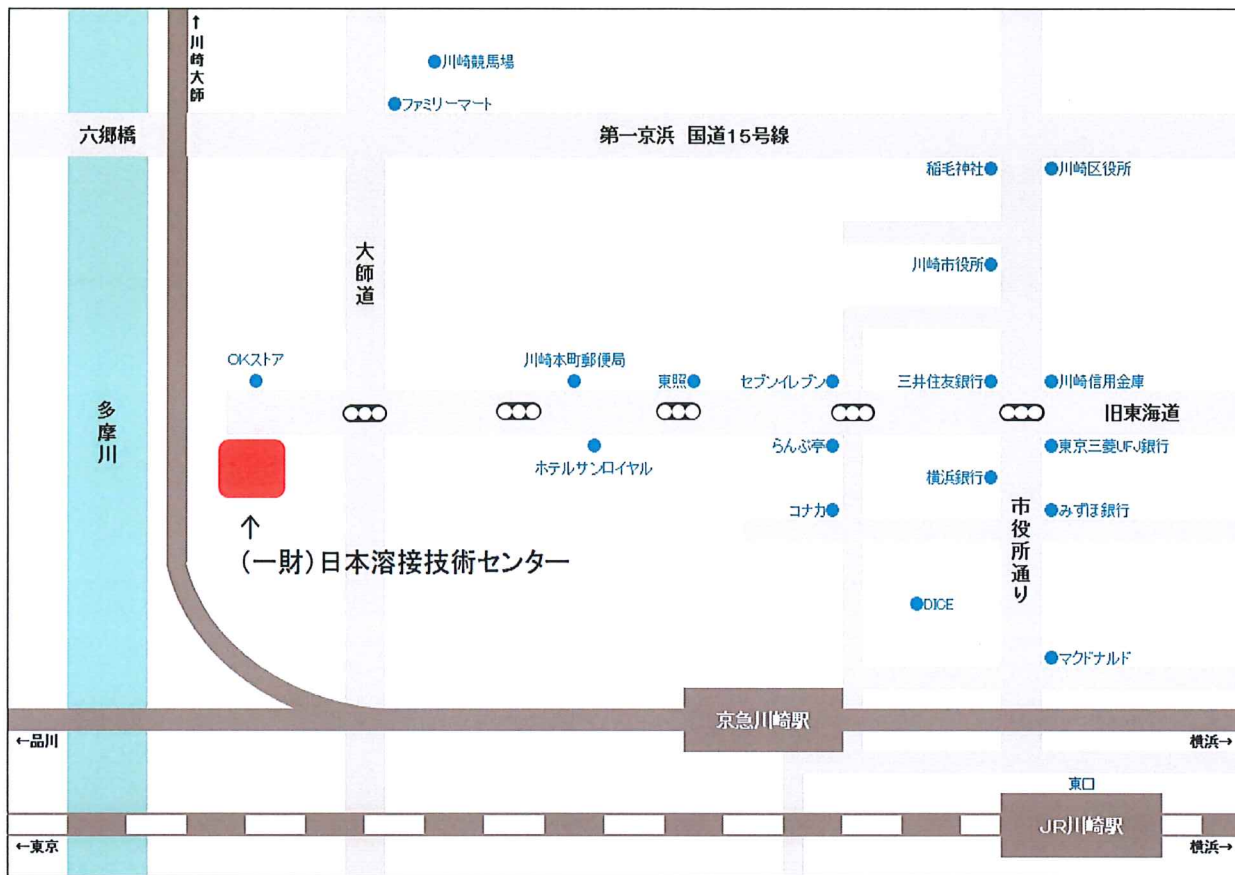 ↑川崎大師
川崎競馬場
ファミリーマート
六郷橋
第一京浜 国道15号線
稲毛神社
川崎区役所
大師道
川崎市役所
OKストア
川崎本町郵便局
東照
セブンイレブン
三井住友銀行
川崎信用金庫
多摩川
旧東海道
ホテルサンロイヤル
らんぷ亭
東京三菱UFJ銀行
横浜銀行
コナカ
みずほ銀行
市役所通り
↑
(一財)日本溶接技術センター
DICE
マクドナルド
京急川崎駅
←品川
横浜→
東口
JR川崎駅
←東京
横浜→